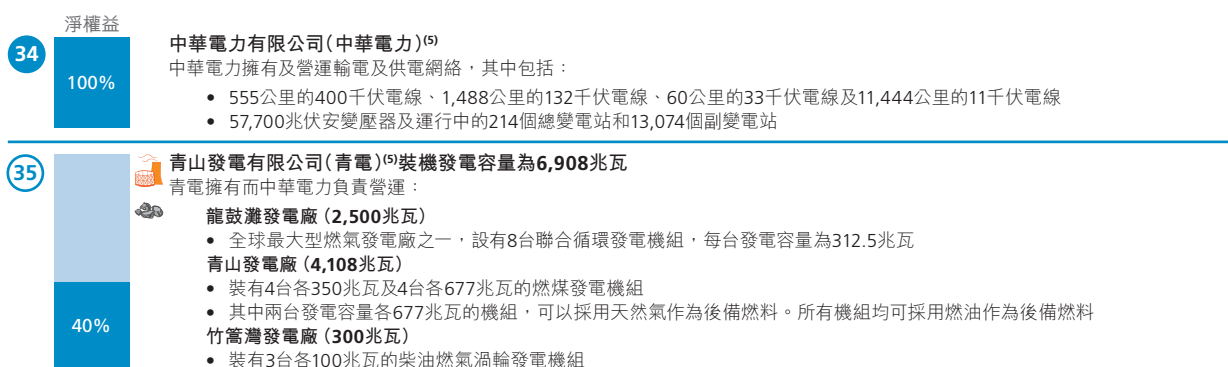 淨權益
34
100%
中華電力有限公司(中華電力)(5)
中華電力擁有及營運輸電及供電網絡，其中包括：
• 555公里的400千伏電線、1,488公里的132千伏電線、60公里的33千伏電線及11,444公里的11千伏電線
• 57,700兆伏安變壓器及運行中的214個總變電站和13,074個副變電站
35
40%
青山發電有限公司(青電)(5)裝機發電容量為6,908兆瓦
青電擁有而中華電力負責營運：
龍鼓灘發電廠 (2,500兆瓦)
• 全球最大型燃氣發電廠之一，設有8台聯合循環發電機組，每台發電容量為312.5兆瓦
青山發電廠 (4,108兆瓦)
• 裝有4台各350兆瓦及4台各677兆瓦的燃煤發電機組
• 其中兩台發電容量各677兆瓦的機組，可以採用天然氣作為後備燃料。所有機組均可採用燃油作為後備燃料
竹篙灣發電廠 (300兆瓦)
• 裝有3台各100兆瓦的柴油燃氣渦輪發電機組